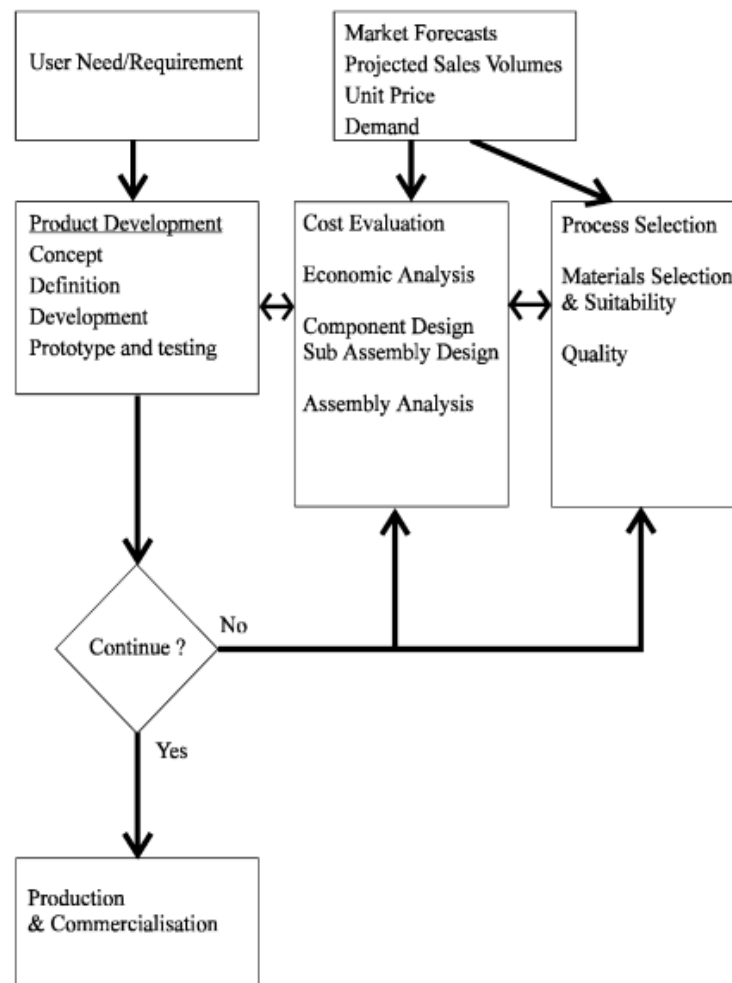 User Need/Requirement
Market Forecasts
Projected Sales Volumes
Unit Price
Demand
Product Development
Concept
Definition
Development
Prototype and testing
Cost Evaluation
Economic Analysis
Component Design
Sub Assembly Design
Assembly Analysis
Process Selection
Materials Selection
& Suitability
Quality
Continue ?
No
Yes
Production
& Commercialisation